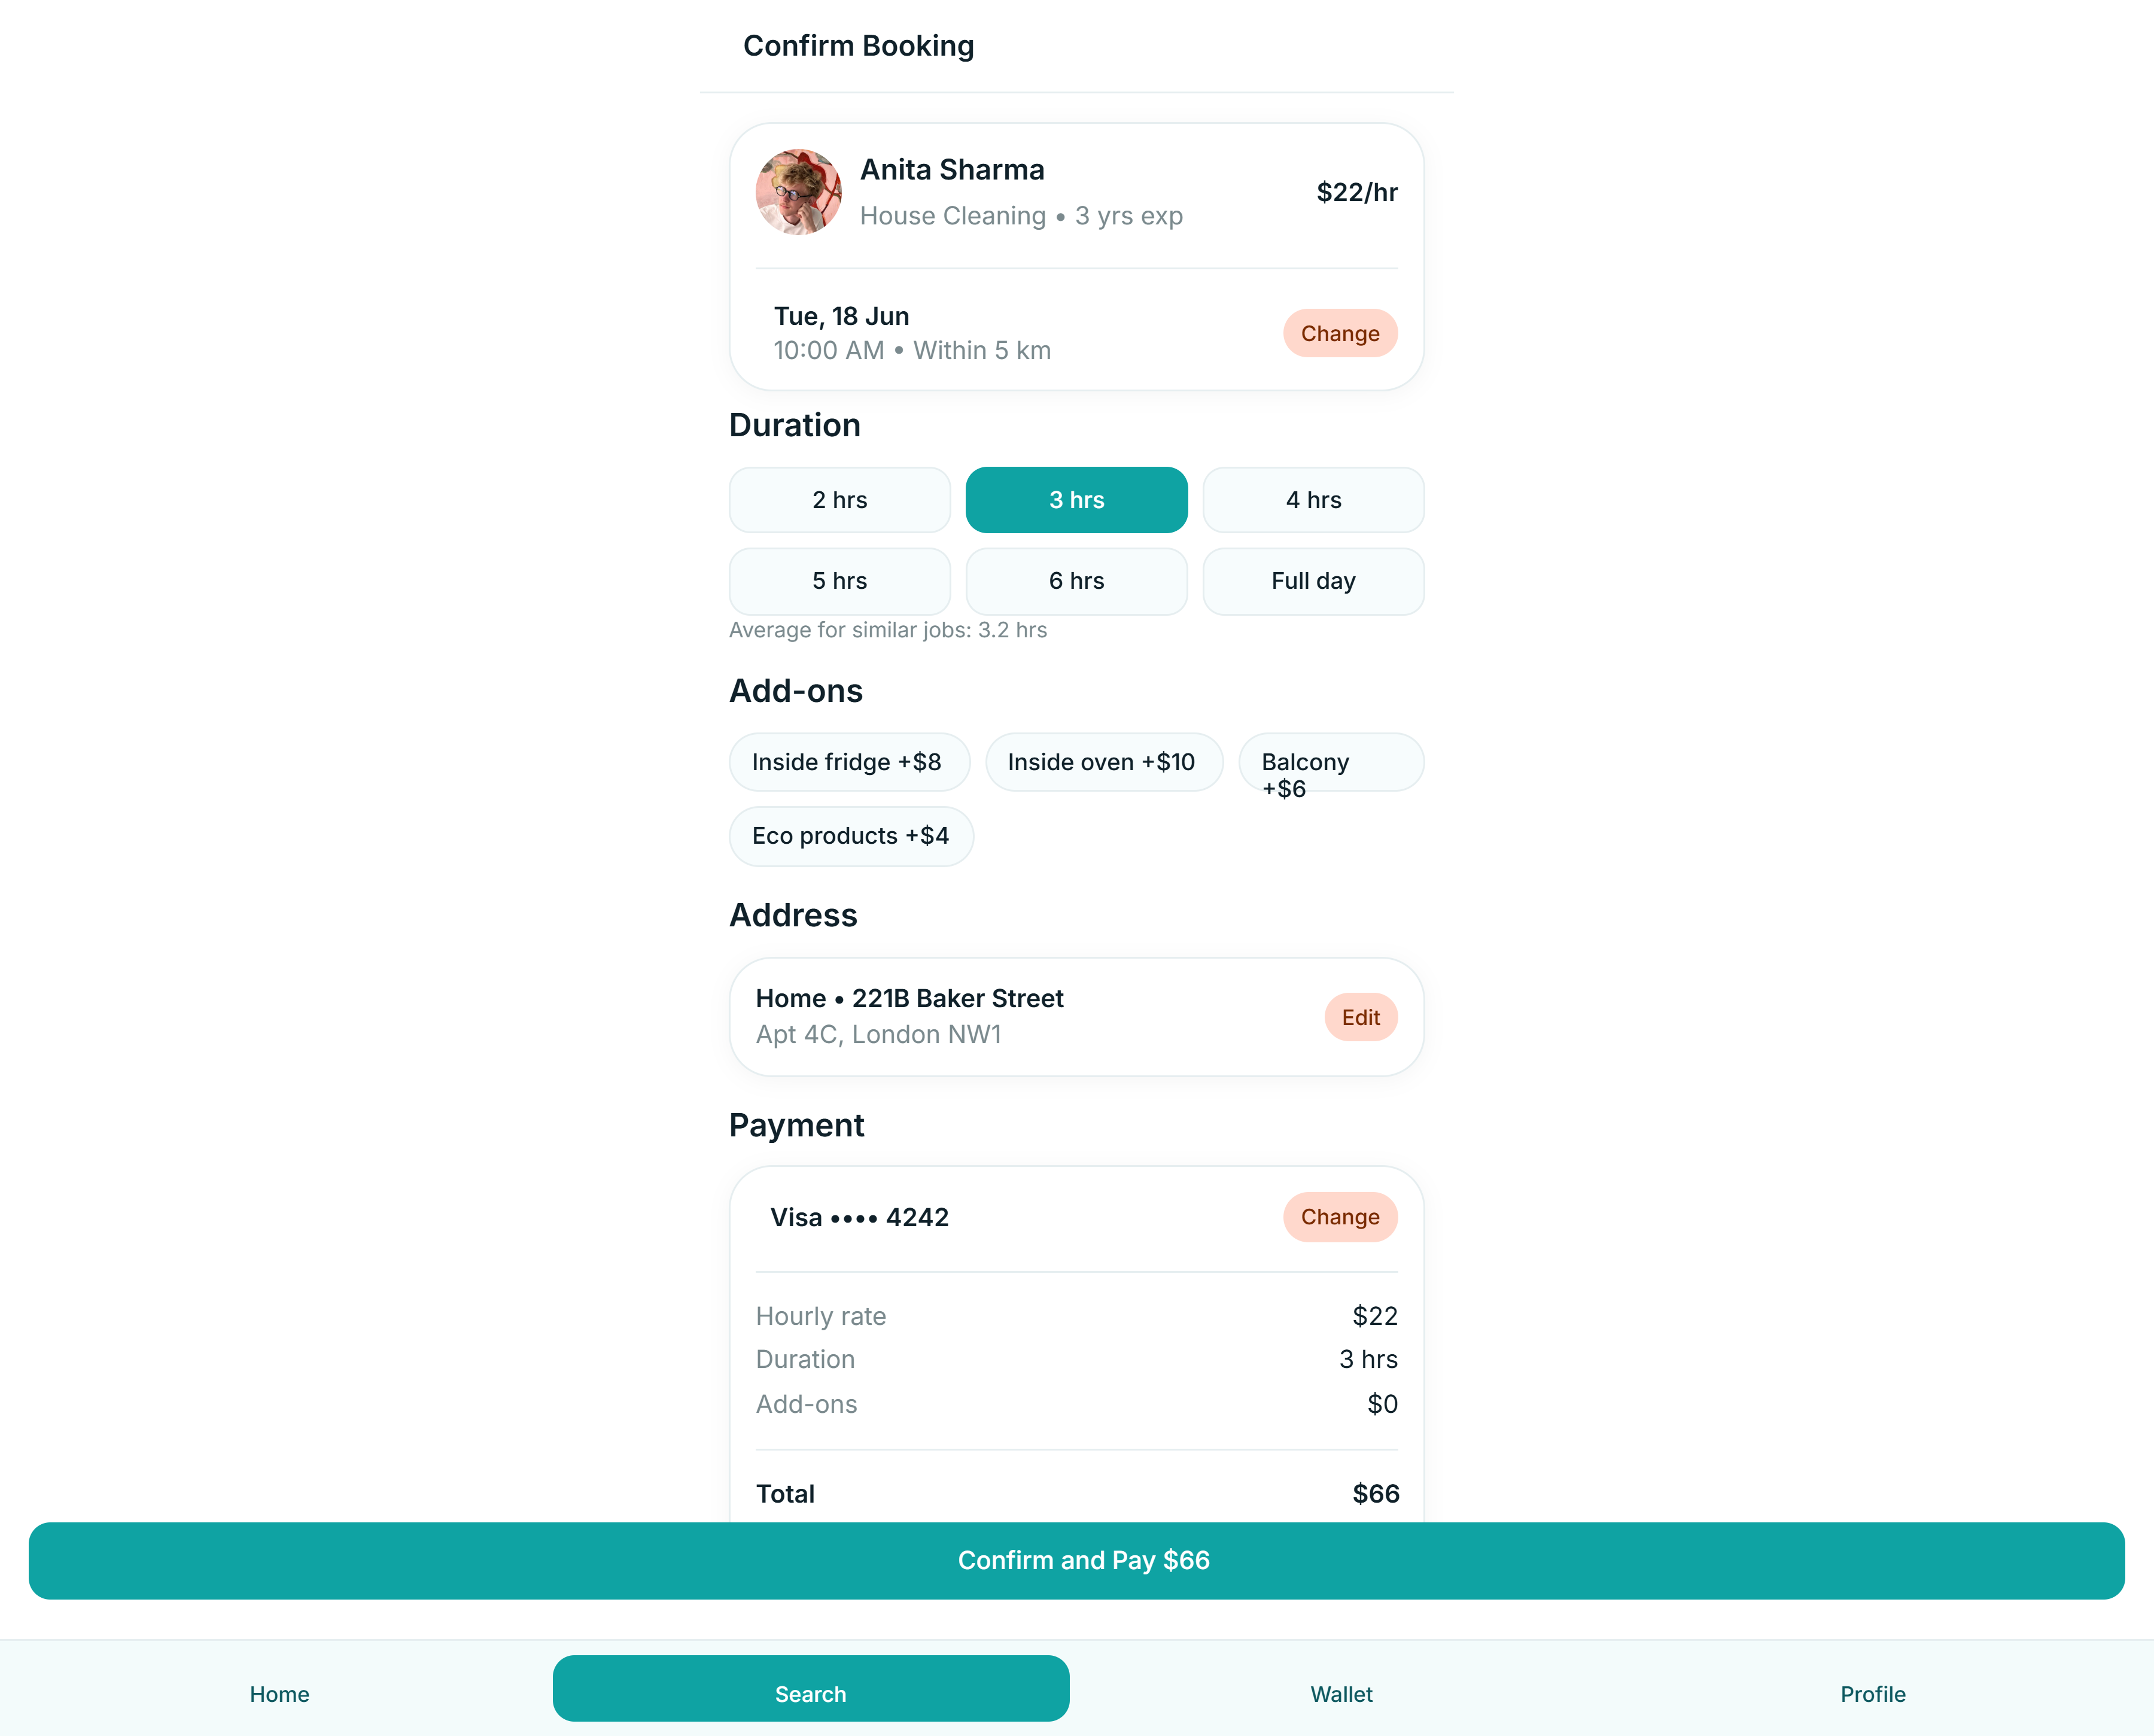 Confirm Booking
Anita Sharma
House Cleaning • 3 yrs exp
$22/hr
Tue, 18 Jun
10:00 AM • Within 5 km
Change
Duration
2 hrs
3 hrs
4 hrs
5 hrs
6 hrs
Full day
Average for similar jobs: 3.2 hrs
Add-ons
Inside fridge +$8
Inside oven +$10
Balcony
+$6
Eco products +$4
Address
Home • 221B Baker Street
Apt 4C, London NW1
Edit
Payment
Visa •••• 4242
Change
Hourly rate
$22
Duration
3 hrs
Add-ons
$0
Total
$66
Confirm and Pay $66
Home
Search
Wallet
Profile